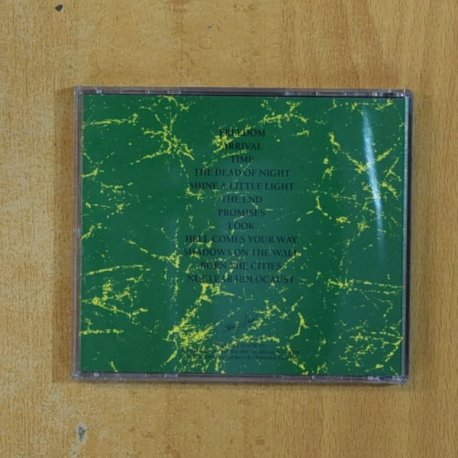 FREEDOM
ARRIVAL
TIME
THE DEAD OF NIGHT
SHINE A LITTLE LIGHT
THE END
PROMISES
LOOK
HELL COMES YOUR WAY
SHADOWS ON THE WALL
BURN THE CITIES
NUCLEAR HOLOCAUST